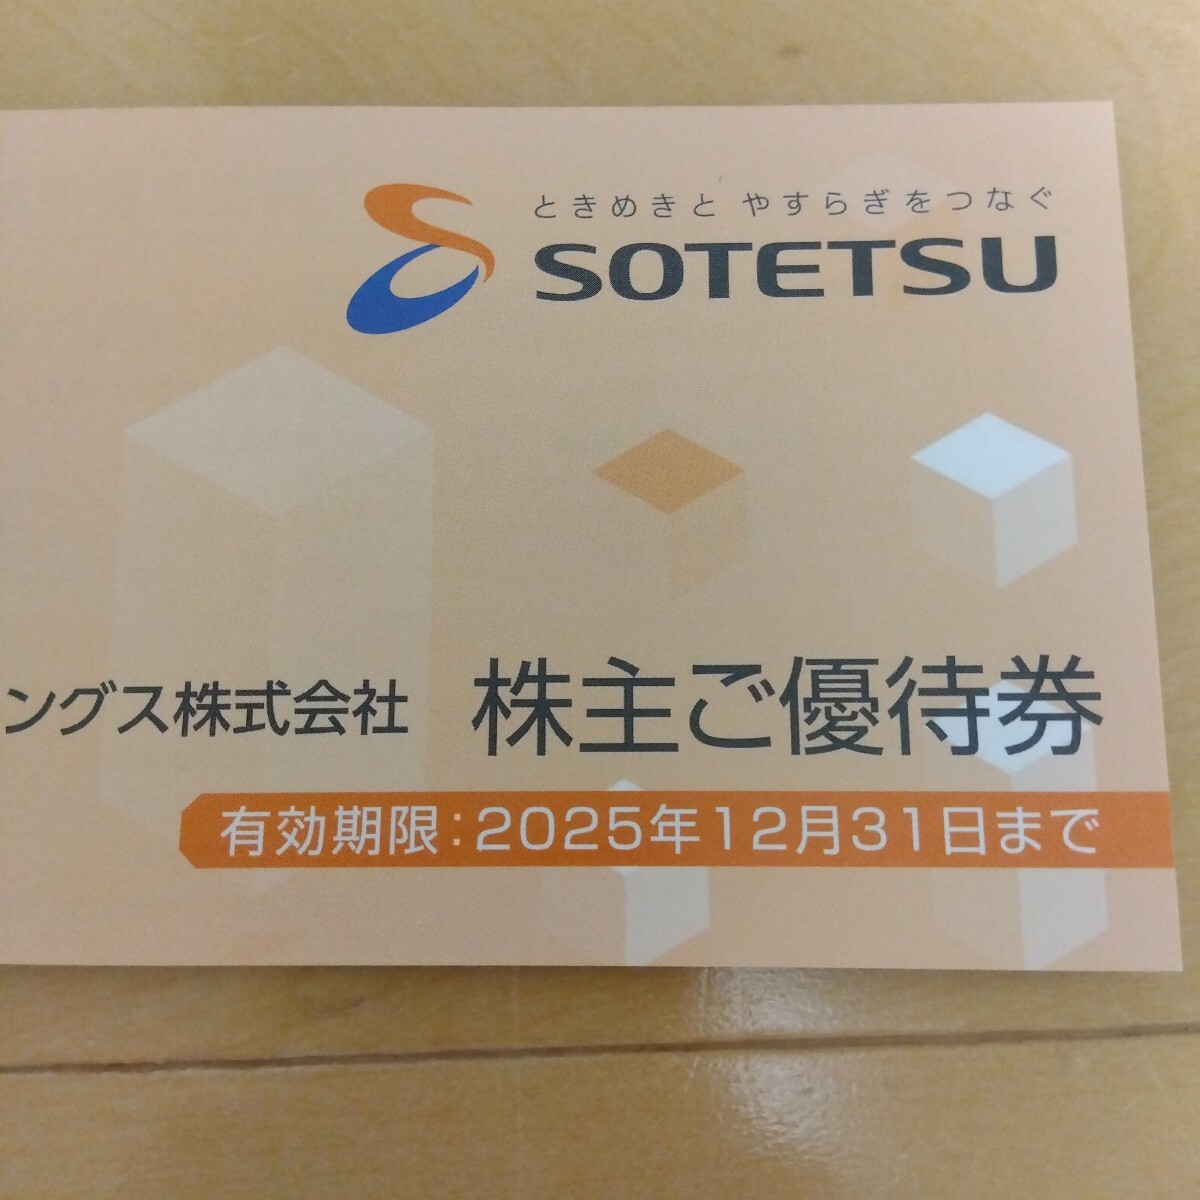 ときめきと やすらぎをつなぐ
SOTETSU
ングス株式会社 株主ご優待券
有効期限:2025年12月31日まで